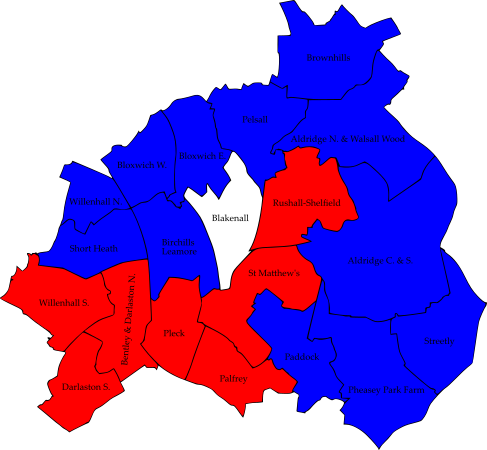 Brownhills
Pelsall
Aldridge N. & Walsall Wood
Bloxwich E.
Bloxwich W.
Rushall-Shelfield
Willenhall N.
Blakenall
Short Heath
Birchills
Leamore
Aldridge C. & S.
St Matthew's
Willenhall S.
Bentley & Darlaston N.
Pleck
Streetly
Paddock
Palfrey
Darlaston S.
Pheasey Park Farm